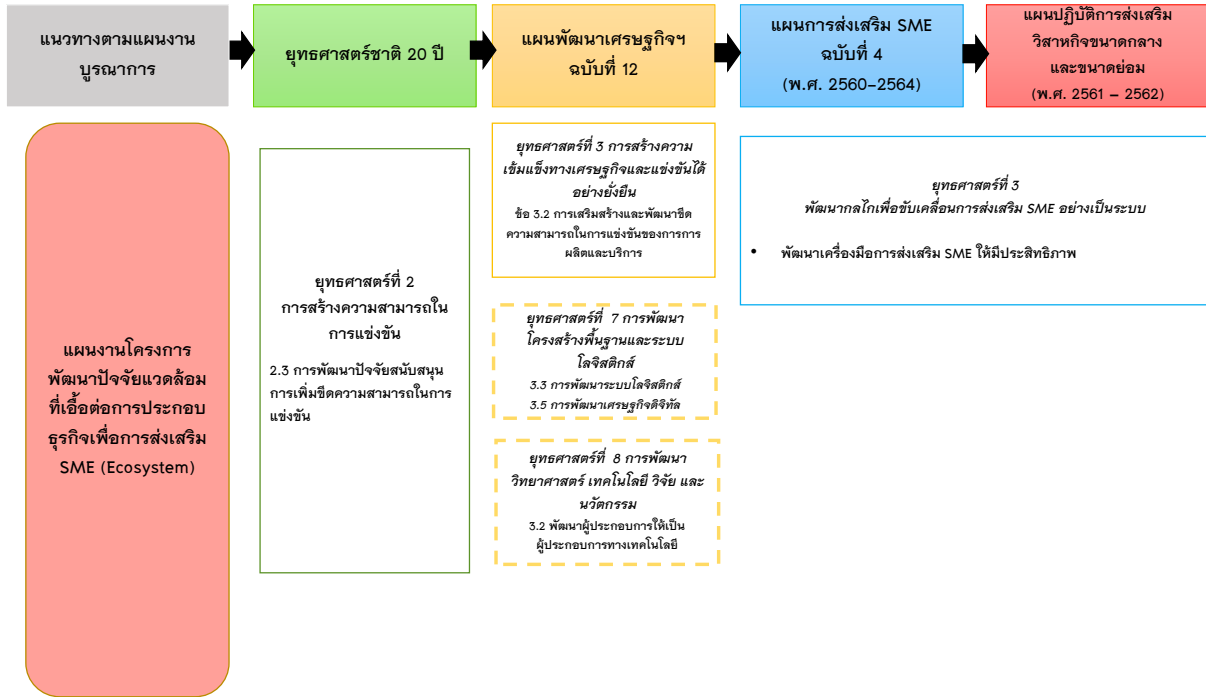 แนวทางตามแผนงาน
บูรณาการ
ยุทธศาสตร์ชาติ 20 ปี
แผนพัฒนาเศรษฐกิจฯ
ฉบับที่ 12
แผนการส่งเสริม SME
ฉบับที่ 4
(พ.ศ. 2560-2564)
แผนปฏิบัติการส่งเสริม
วิสาหกิจขนาดกลาง
และขนาดย่อม
(พ.ศ. 2561 – 2562)
แผนงานโครงการ
พัฒนาปัจจัยแวดล้อม
ที่เอื้อต่อการประกอบ
ธุรกิจเพื่อการส่งเสริม
SME (Ecosystem)
ยุทธศาสตร์ที่ 2
การสร้างความสามารถใน
การแข่งขัน
2.3 การพัฒนาปัจจัยสนับสนุน
การเพิ่มขีดความสามารถในการ
แข่งขัน
ยุทธศาสตร์ที่ 3 การสร้างความ
เข้มแข็งทางเศรษฐกิจและแข่งขันได้
อย่างยั่งยืน
ข้อ 3.2 การเสริมสร้างและพัฒนาขีด
ความสามารถในการแข่งขันของการการ
ผลิตและบริการ
ยุทธศาสตร์ที่ 7 การพัฒนา
โครงสร้างพื้นฐานและระบบ
โลจิสติกส์
3.3 การพัฒนาระบบโลจิสติกส์
3.5 การพัฒนาเศรษฐกิจดิจิทัล
ยุทธศาสตร์ที่ 8 การพัฒนา
วิทยาศาสตร์ เทคโนโลยี วิจัย และ
นวัตกรรม
3.2 พัฒนาผู้ประกอบการให้เป็น
ผู้ประกอบการทางเทคโนโลยี
ยุทธศาสตร์ที่ 3
พัฒนากลไกเพื่อขับเคลื่อนการส่งเสริม SME อย่างเป็นระบบ
• พัฒนาเครื่องมือการส่งเสริม SME ให้มีประสิทธิภาพ